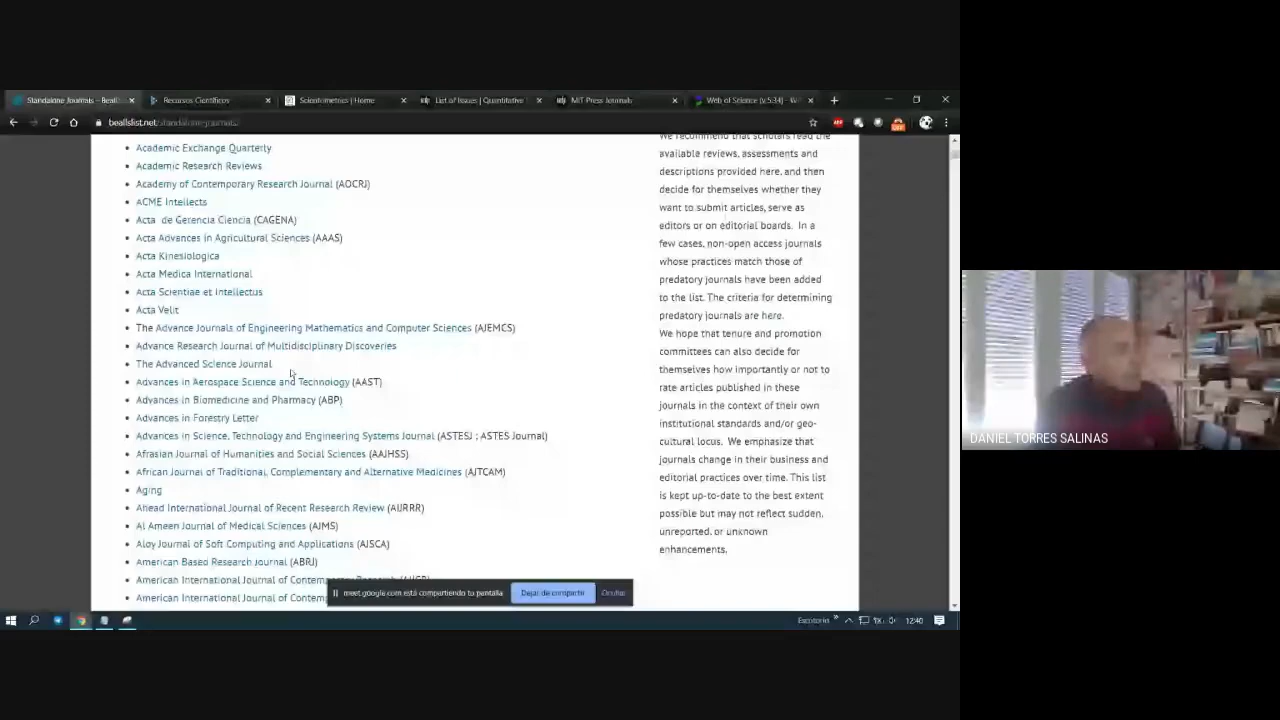 Standalone Journals – Beall
Recursos Científicos
Scientometrics | Home
List of Issues | Quantitative
MIT Press Journals
Web of Science (v.5.34) - W
beallslist.net/standalone-journals/
Academic Exchange Quarterly
Academic Research Reviews
Academy of Contemporary Research Journal (AOCRJ)
ACME Intellects
Acta de Gerencia Ciencia (CAGENA)
Acta Advances in Agricultural Sciences (AAAS)
Acta Kinesiologica
Acta Medica International
Acta Scientiae et Intellectus
Acta Velit
The Advance Journals of Engineering Mathematics and Computer Sciences (AJEMCS)
Advance Research Journal of Multidisciplinary Discoveries
The Advanced Science Journal
Advances in Aerospace Science and Technology (AAST)
Advances in Biomedicine and Pharmacy (ABP)
Advances in Forestry Letter
Advances in Science, Technology and Engineering Systems Journal (ASTESJ ; ASTES Journal)
Afrasian Journal of Humanities and Social Sciences (AAJHSS)
African Journal of Traditional, Complementary and Alternative Medicines (AJTCAM)
Aging
Ahead International Journal of Recent Research Review (AIJRRR)
Al Ameen Journal of Medical Sciences (AJMS)
Aloy Journal of Soft Computing and Applications (AJSCA)
American Based Research Journal (ABRJ)
American International Journal of Contemporary Research (AIJCR)
American International Journal of Contemp
We recommend that scholars read the
available reviews, assessments and
descriptions provided here, and then
decide for themselves whether they
want to submit articles, serve as
editors or on editorial boards. In a
few cases, non-open access journals
whose practices match those of
predatory journals have been added
to the list. The criteria for determining
predatory journals are here.
We hope that tenure and promotion
committees can also decide for
themselves how importantly or not to
rate articles published in these
journals in the context of their own
institutional standards and/or geo-
cultural locus. We emphasize that
journals change in their business and
editorial practices over time. This list
is kept up-to-date to the best extent
possible but may not reflect sudden,
unreported, or unknown
enhancements.
meet.google.com está compartiendo tu pantalla
Dejar de compartir
Ocultar
Escritorio
12:40
DANIEL TORRES SALINAS